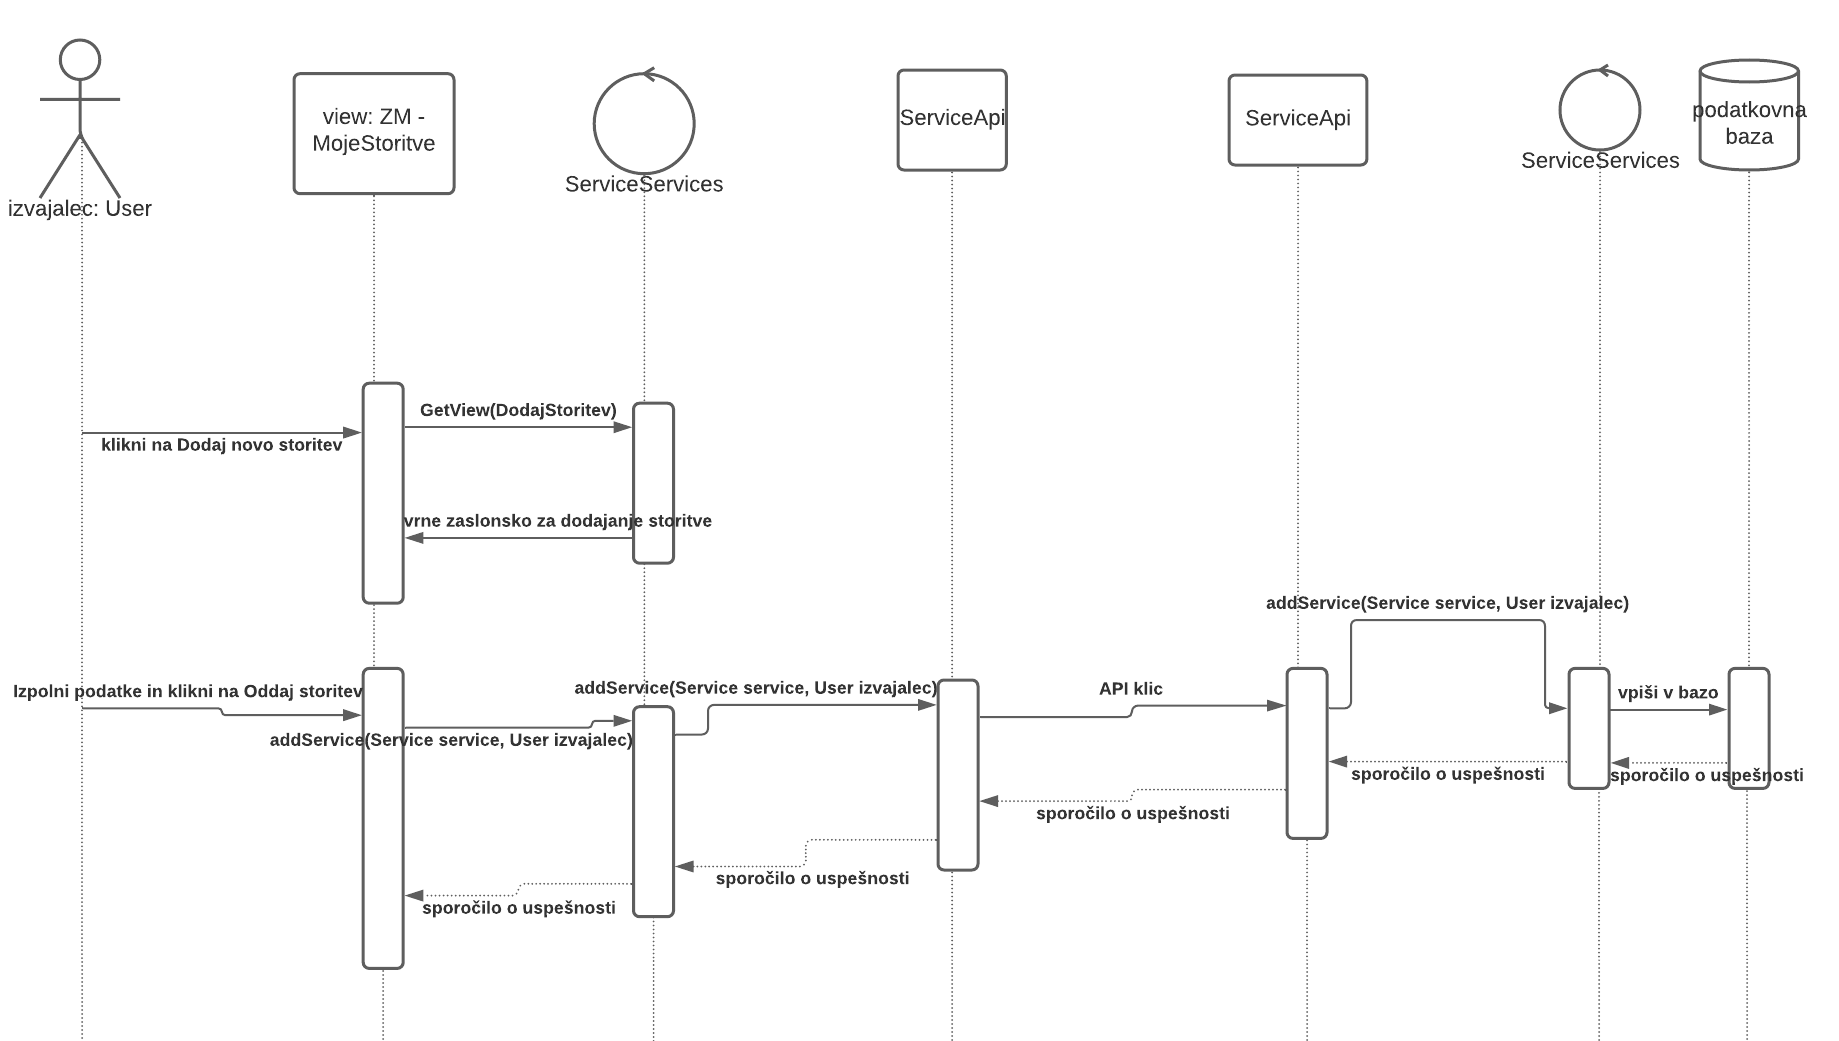 izvajalec: User
view: ZM -
MojeStoritve
ServiceServices
ServiceApi
ServiceApi
ServiceServices
podatkovna
baza
GetView(DodajStoritev)
klikni na Dodaj novo storitev
vrne zaslonsko za dodajanje storitve
addService(Service service, User izvajalec)
Izpolni podatke in klikni na Oddaj storitev
addService(Service service, User izvajalec)
API klic
vpiši v bazo
addService(Service service, User izvajalec)
sporočilo o uspešnosti
sporočilo o uspešnosti
sporočilo o uspešnosti
sporočilo o uspešnosti
sporočilo o uspešnosti